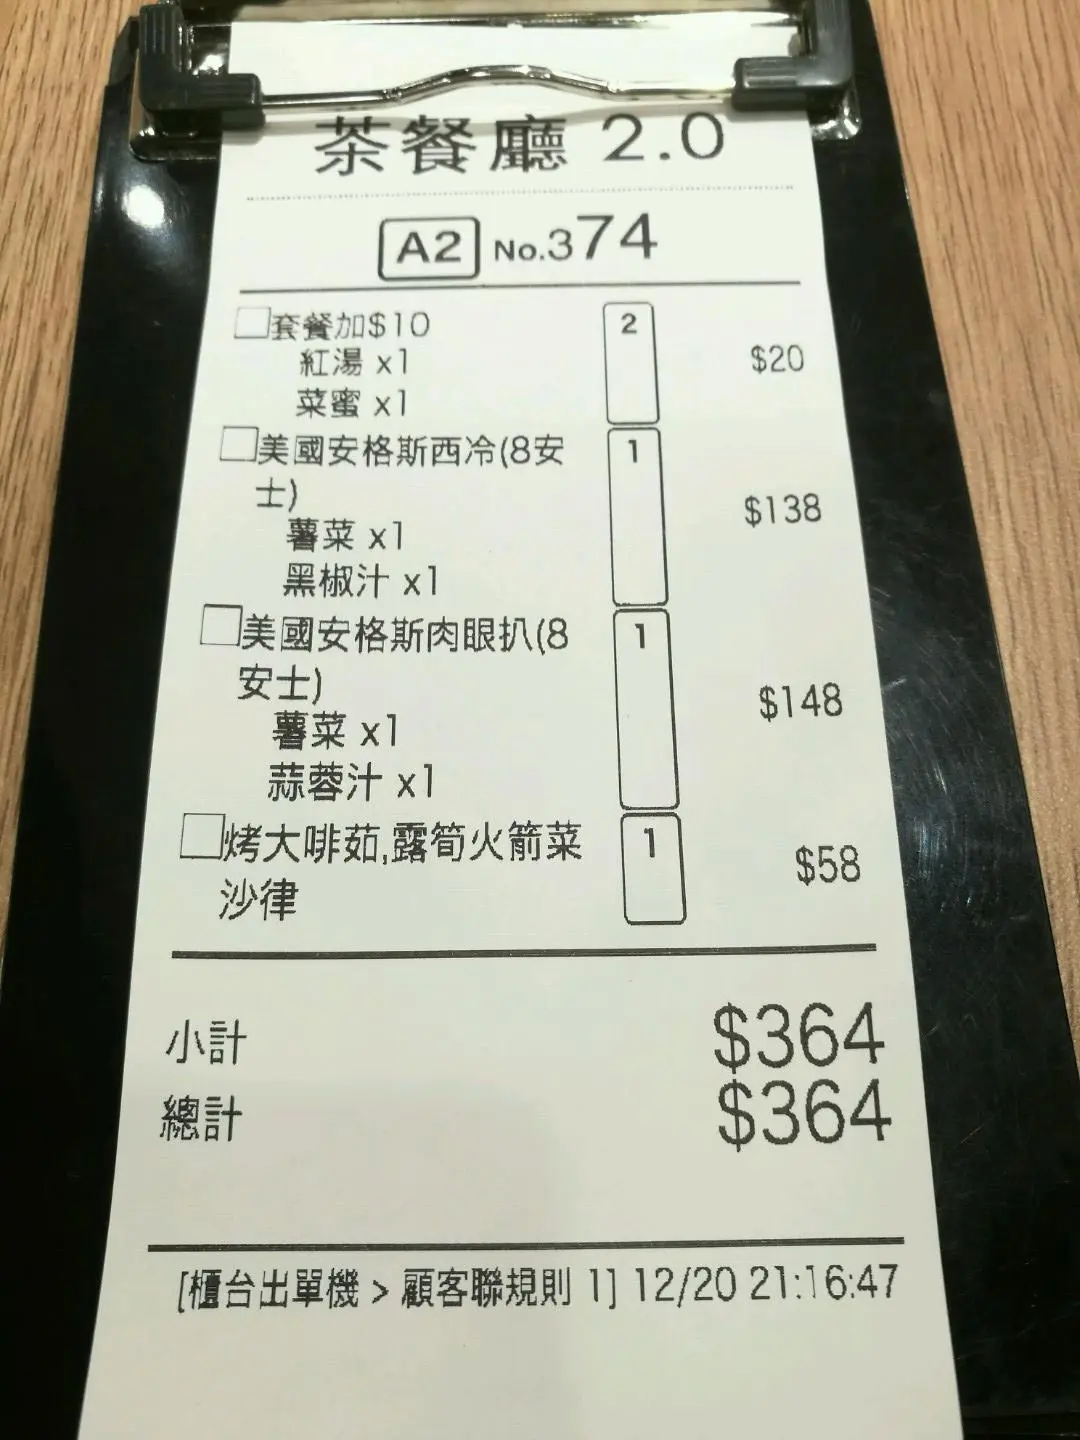 茶餐廳 2.0
A2 No.374
套餐加$10 2 $20
紅湯 x1
菜蜜 x1
美國安格斯西冷(8安 1 $138
士)
薯菜 x1
黑椒汁 x1
美國安格斯肉眼扒(8 1 $148
安士)
薯菜 x1
蒜蓉汁 x1
烤大啡茹,露筍火箭菜 1 $58
沙律
小計 $364
總計 $364
[櫃台出單機 > 顧客聯規則 1] 12/20 21:16:47